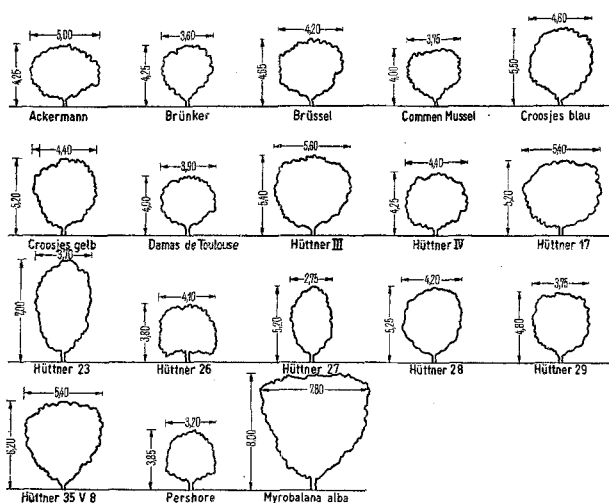 5,00 3,60 4,20 3,75 4,60
4,25 4,25 4,65 4,00 5,50
Ackermann Brünker Brüssel Commen Mussel Croosjes blau
4,40 3,90 5,60 4,40 5,40
5,20 4,00 5,40 4,25 5,20
Croosjes gelb Damas de Toulouse Hüttner III Hüttner IV Hüttner 17
3,70 4,10 2,75 4,20 3,75
7,00 3,80 5,20 5,25 4,80
Hüttner 23 Hüttner 26 Hüttner 27 Hüttner 28 Hüttner 29
5,40 3,20 7,80
6,20 3,85 8,00
Hüttner 35 V 8 Pershore Myrobalana alba